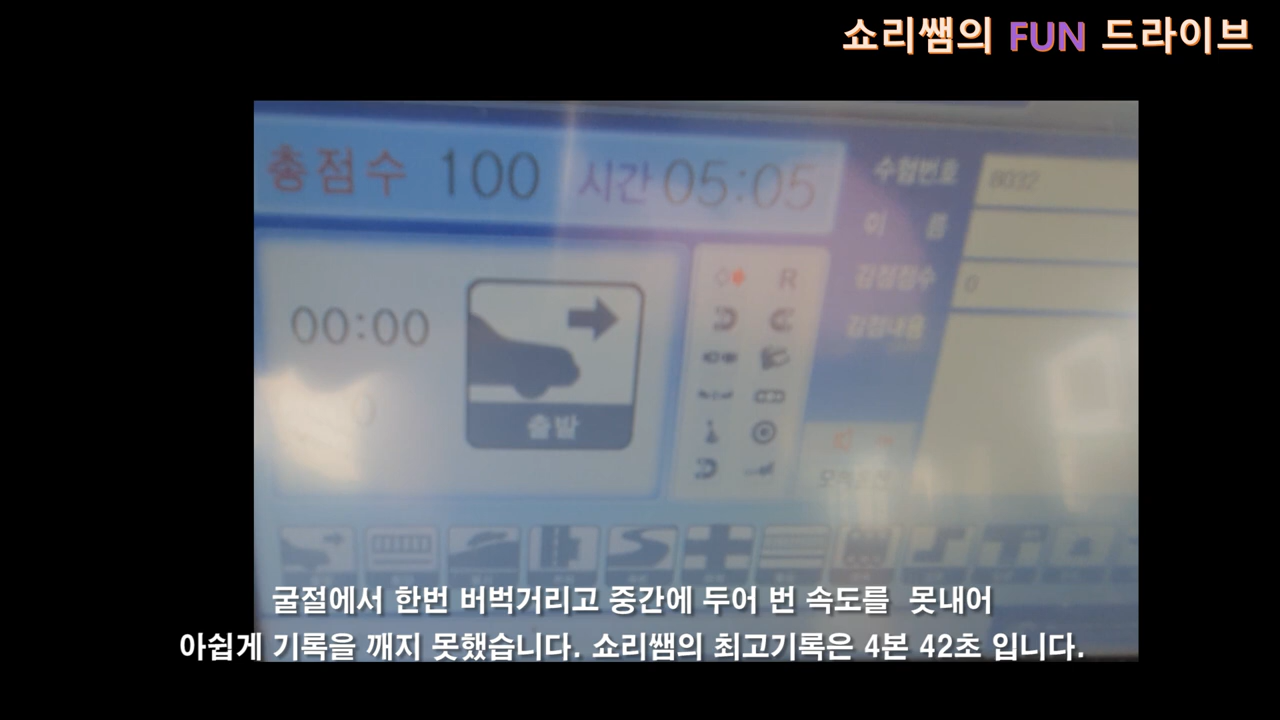 쇼리쌤의 FUN 드라이브
총점수 100 시간 05:05
수험번호 8032
이 름
감점점수 0
감점내용
R
00:00
0
출발
굴절에서 한번 버벅거리고 중간에 두어 번 속도를 못내어
아쉽게 기록을 깨지 못했습니다. 쇼리쌤의 최고기록은 4본 42초 입니다.